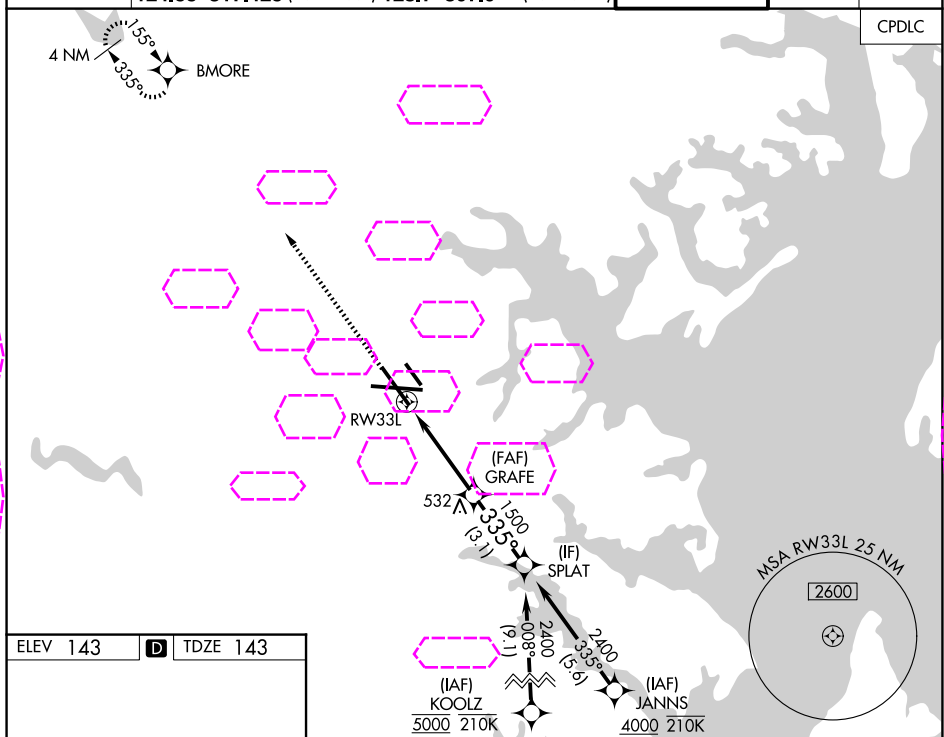 CPDLC
155°
4 NM
335°
BMORE
RW33L
(FAF)
GRAFE
532
1500
335°
(3.1)
(IF)
SPLAT
MSA RW33L 25 NM
2600
2400
008°
(9.1)
2400
335°
(5.6)
ELEV 143
D
TDZE 143
(IAF)
KOOLZ
5000 210K
(IAF)
JANNS
4000 210K